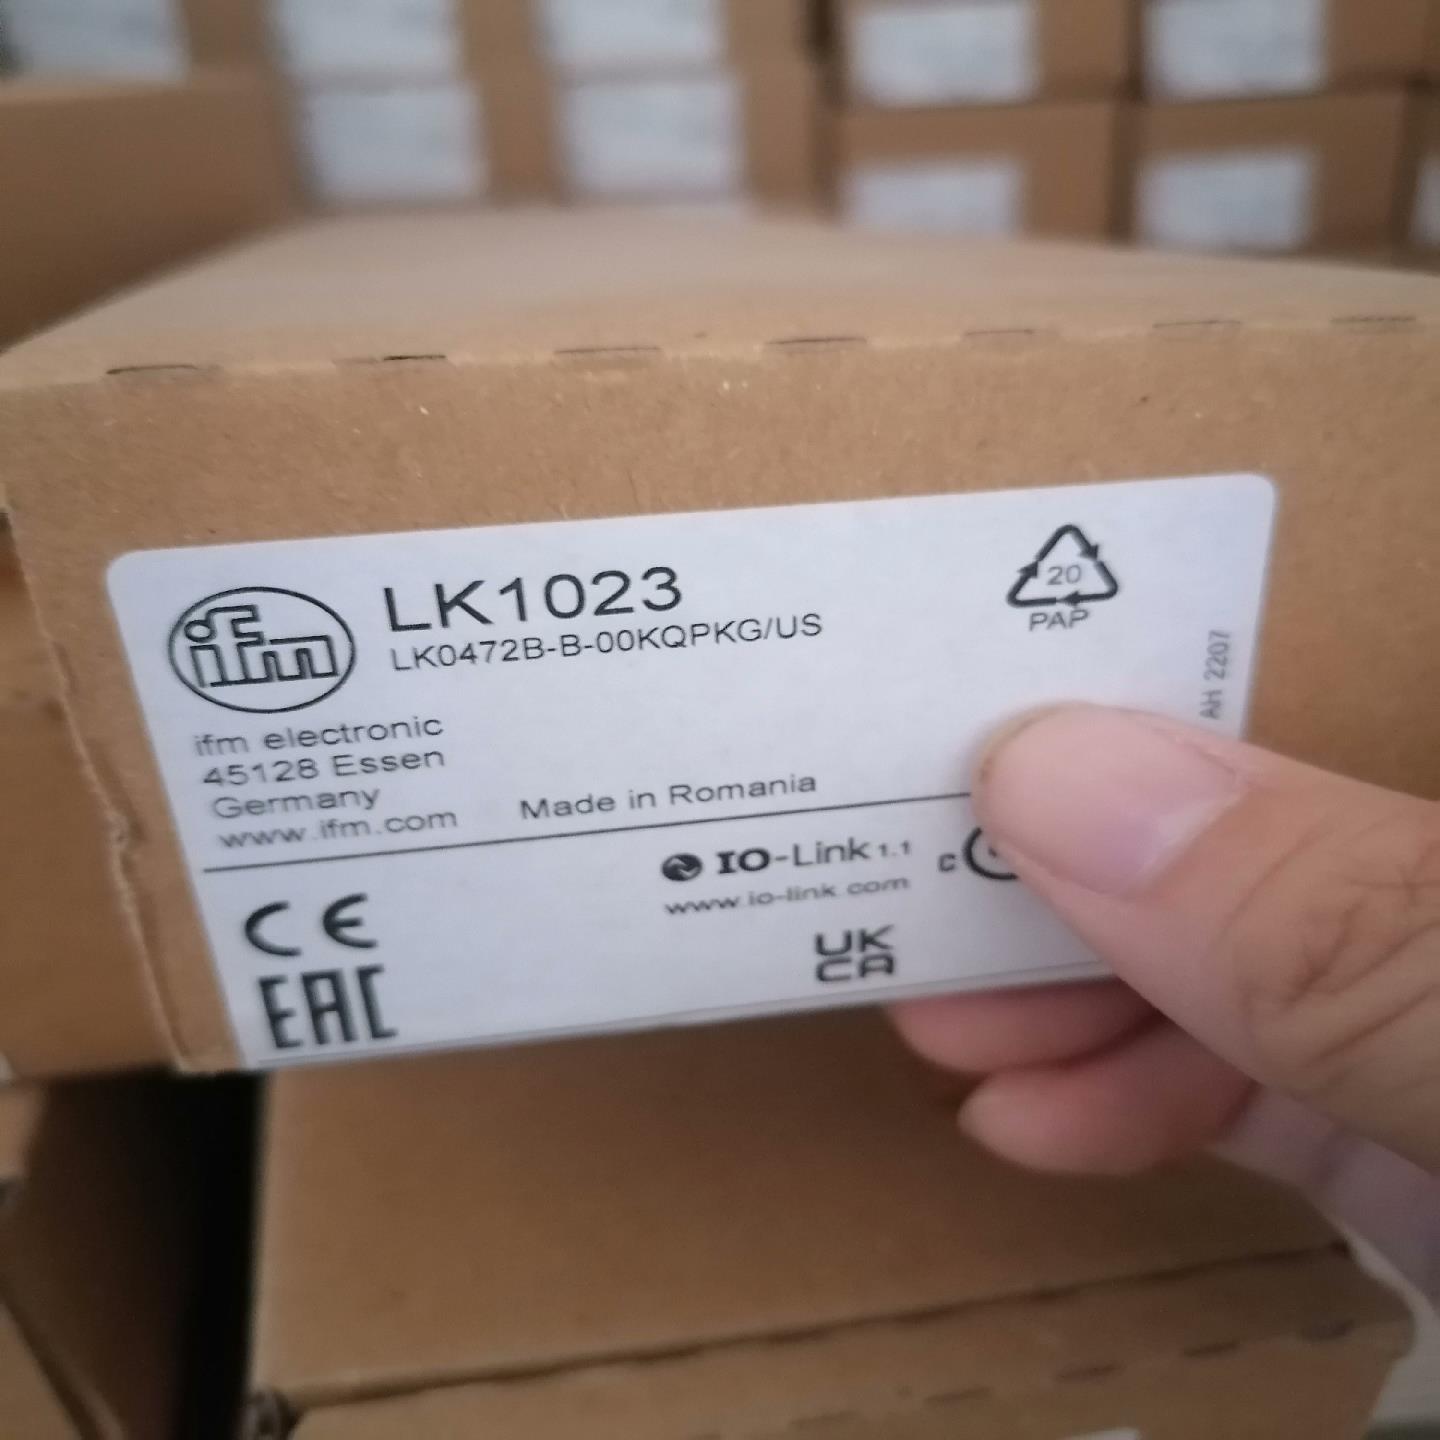 ifm
LK1023
LK0472B-B-00KQPKG/US
20
PAP
AH 2207
ifm electronic
45128 Essen
Germany
www.ifm.com
Made in Romania
IO-Link 1.1
www.io-link.com
C
CE
EAC
UK
CA